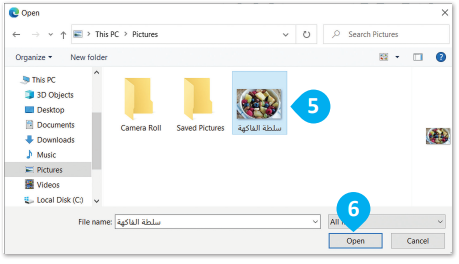 Open
This PC > Pictures
Search Pictures
Organize
New folder
This PC
3D Objects
Desktop
Documents
Downloads
Music
Pictures
Videos
Local Disk (C:)
Camera Roll
Saved Pictures
سلطة الفاكهة
5
File name:
سلطة الفاكهة
All
6
Open
Cancel